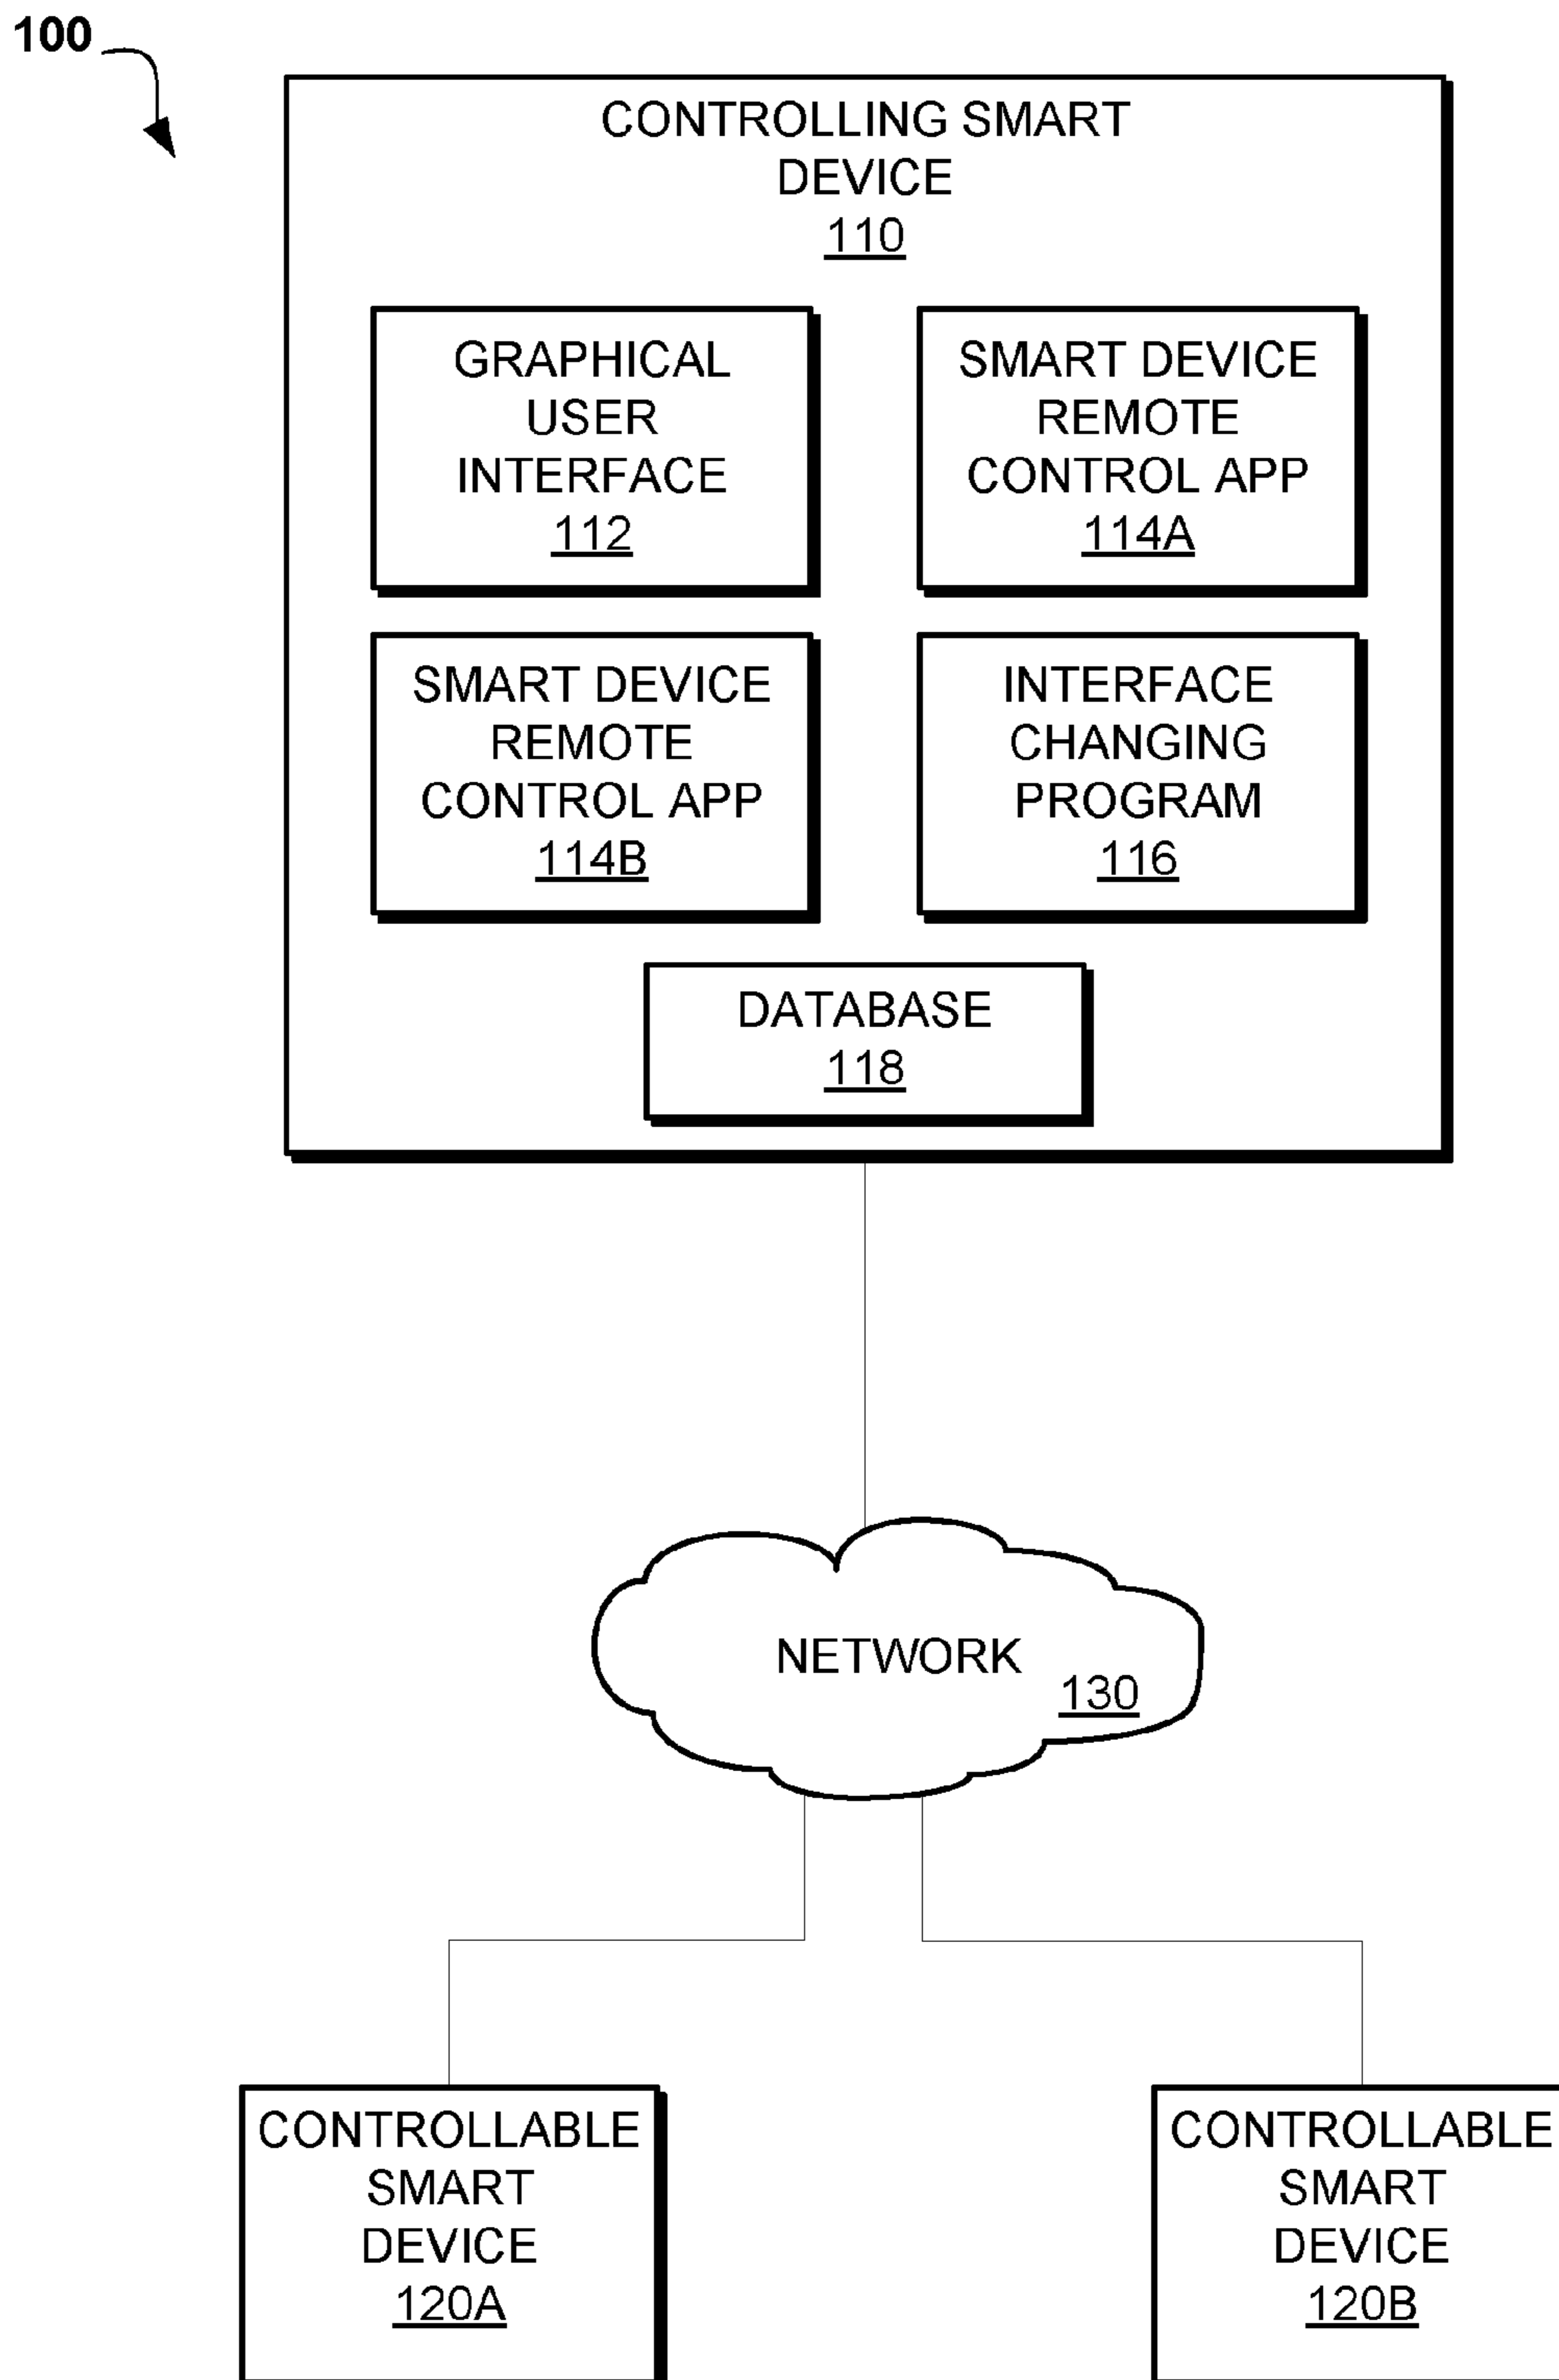 100
CONTROLLING SMART
DEVICE
110
GRAPHICAL
USER
INTERFACE
112
SMART DEVICE
REMOTE
CONTROL APP
114A
SMART DEVICE
REMOTE
CONTROL APP
114B
INTERFACE
CHANGING
PROGRAM
116
DATABASE
118
NETWORK
130
CONTROLLABLE
SMART
DEVICE
120A
CONTROLLABLE
SMART
DEVICE
120B